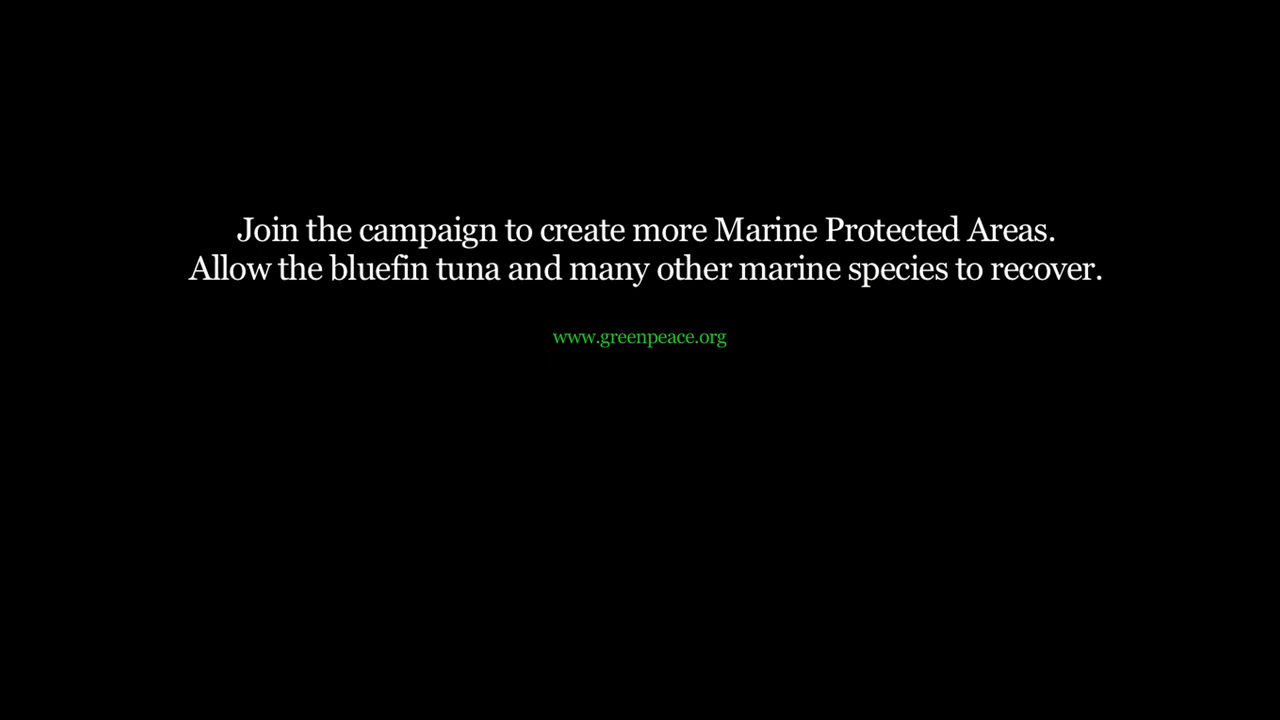 Join the campaign to create more Marine Protected Areas.
Allow the bluefin tuna and many other marine species to recover.
www.greenpeace.org